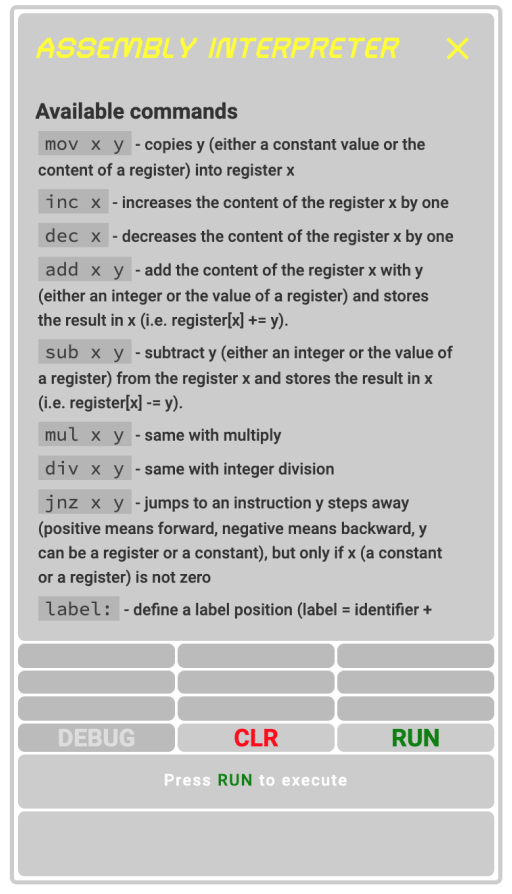 ASSEMBLY INTERPRETER ×
Available commands
mov x y - copies y (either a constant value or the
content of a register) into register x
inc x - increases the content of the register x by one
dec x - decreases the content of the register x by one
add x y - add the content of the register x with y
(either an integer or the value of a register) and stores
the result in x (i.e. register[x] += y).
sub x y - subtract y (either an integer or the value of
a register) from the register x and stores the result in x
(i.e. register[x] -= y).
mul x y - same with multiply
div x y - same with integer division
jnz x y - jumps to an instruction y steps away
(positive means forward, negative means backward, y
can be a register or a constant), but only if x (a constant
or a register) is not zero
label: - define a label position (label = identifier +
DEBUG CLR RUN
Press RUN to execute